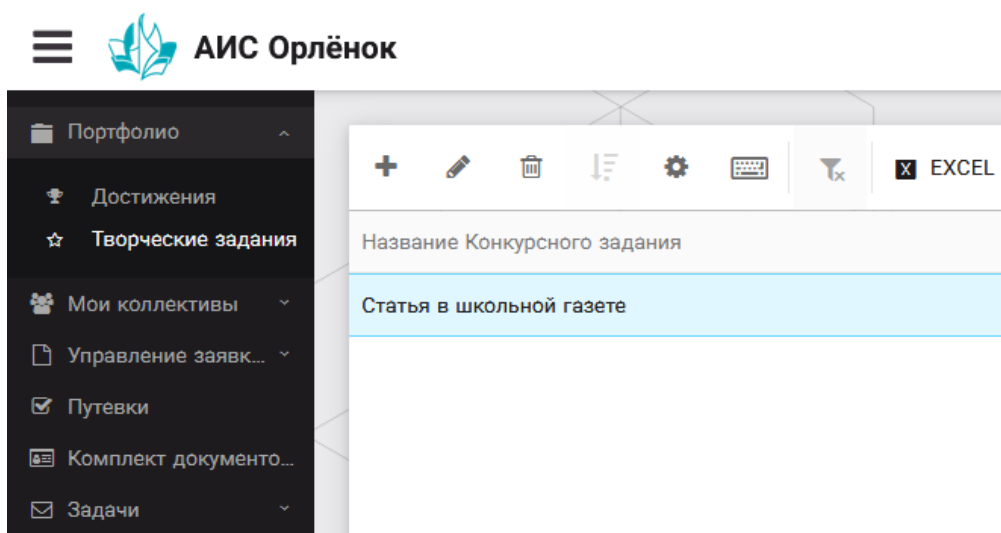 АИС Орлёнок
Портфолио
Достижения
Творческие задания
Мои коллективы
Управление заявк...
Путевки
Комплект документо...
Задачи
X EXCEL
Название Конкурсного задания
Статья в школьной газете